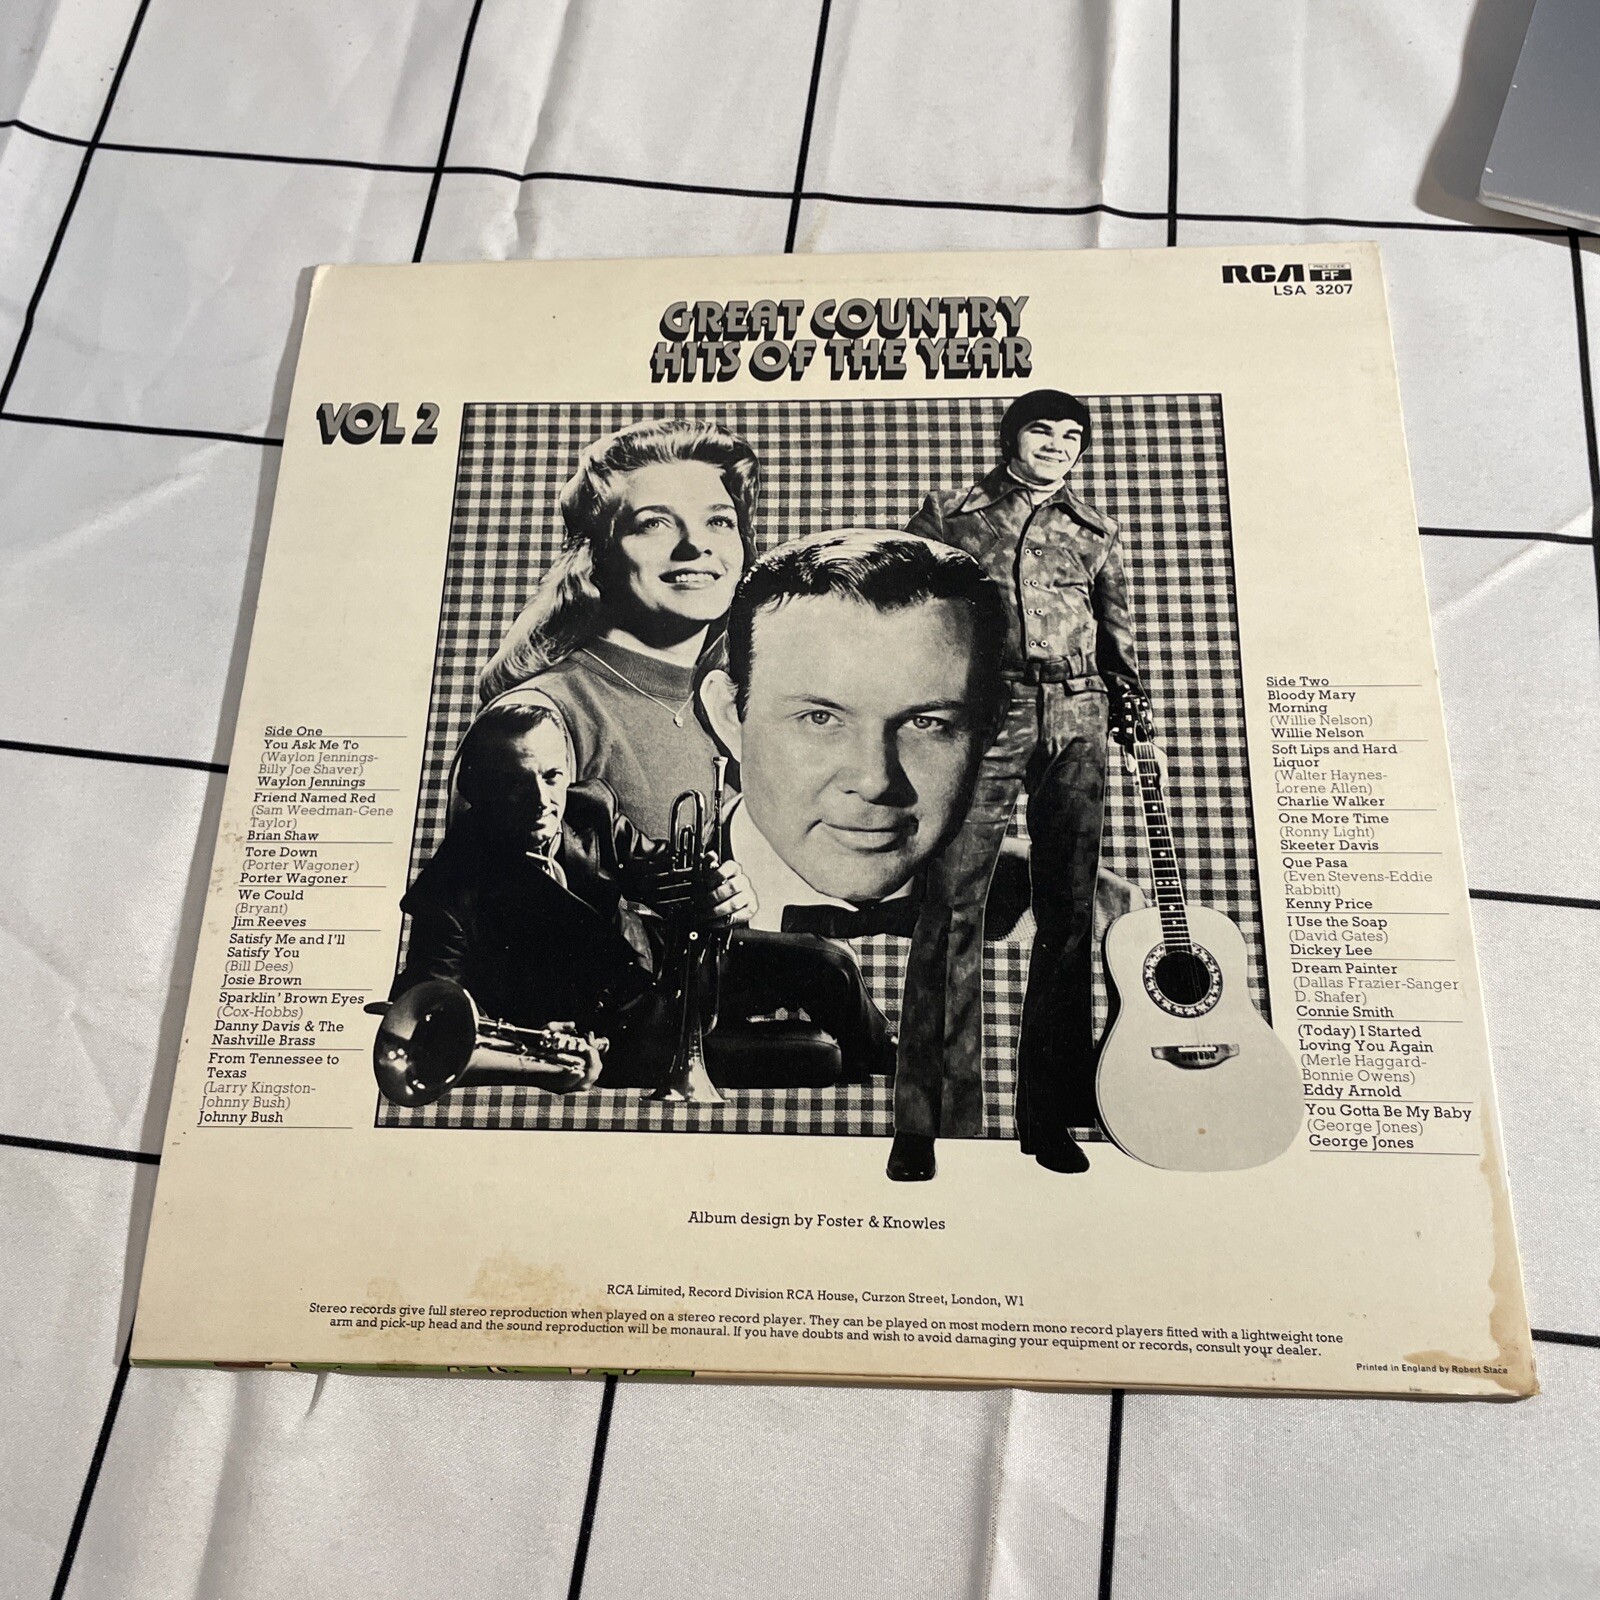 RCA PRICE CODE FF
LSA 3207
GREAT COUNTRY
HITS OF THE YEAR
VOL 2
Side One
You Ask Me To
(Waylon Jennings-
Billy Joe Shaver)
Waylon Jennings
Friend Named Red
(Sam Weedman-Gene
Taylor)
Brian Shaw
Tore Down
(Porter Wagoner)
Porter Wagoner
We Could
(Bryant)
Jim Reeves
Satisfy Me and I'll
Satisfy You
(Bill Dees)
Josie Brown
Sparklin' Brown Eyes
(Cox-Hobbs)
Danny Davis & The
Nashville Brass
From Tennessee to
Texas
(Larry Kingston-
Johnny Bush)
Johnny Bush
Side Two
Bloody Mary
Morning
(Willie Nelson)
Willie Nelson
Soft Lips and Hard
Liquor
(Walter Haynes-
Lorene Allen)
Charlie Walker
One More Time
(Ronny Light)
Skeeter Davis
Que Pasa
(Even Stevens-Eddie
Rabbitt)
Kenny Price
I Use the Soap
(David Gates)
Dickey Lee
Dream Painter
(Dallas Frazier-Sanger
D. Shafer)
Connie Smith
(Today) I Started
Loving You Again
(Merle Haggard-
Bonnie Owens)
Eddy Arnold
You Gotta Be My Baby
(George Jones)
George Jones
Album design by Foster & Knowles
RCA Limited, Record Division RCA House, Curzon Street, London, W1
Stereo records give full stereo reproduction when played on a stereo record player. They can be played on most modern mono record players fitted with a lightweight tone
arm and pick-up head and the sound reproduction will be monaural. If you have doubts and wish to avoid damaging your equipment or records, consult your dealer.
Printed in England by Robert Stace